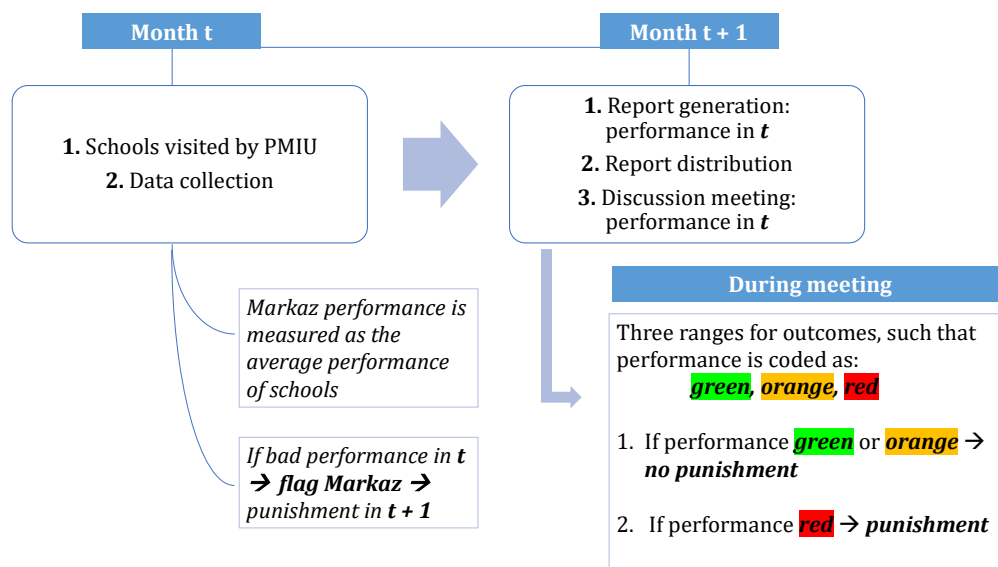 Month t
Month t + 1
1. Schools visited by PMIU
2. Data collection
1. Report generation:
performance in t
2. Report distribution
3. Discussion meeting:
performance in t
Markaz performance is
measured as the
average performance
of schools
If bad performance in t
→ flag Markaz →
punishment in t + 1
During meeting
Three ranges for outcomes, such that
performance is coded as:
green, orange, red
1. If performance green or orange →
no punishment
2. If performance red → punishment